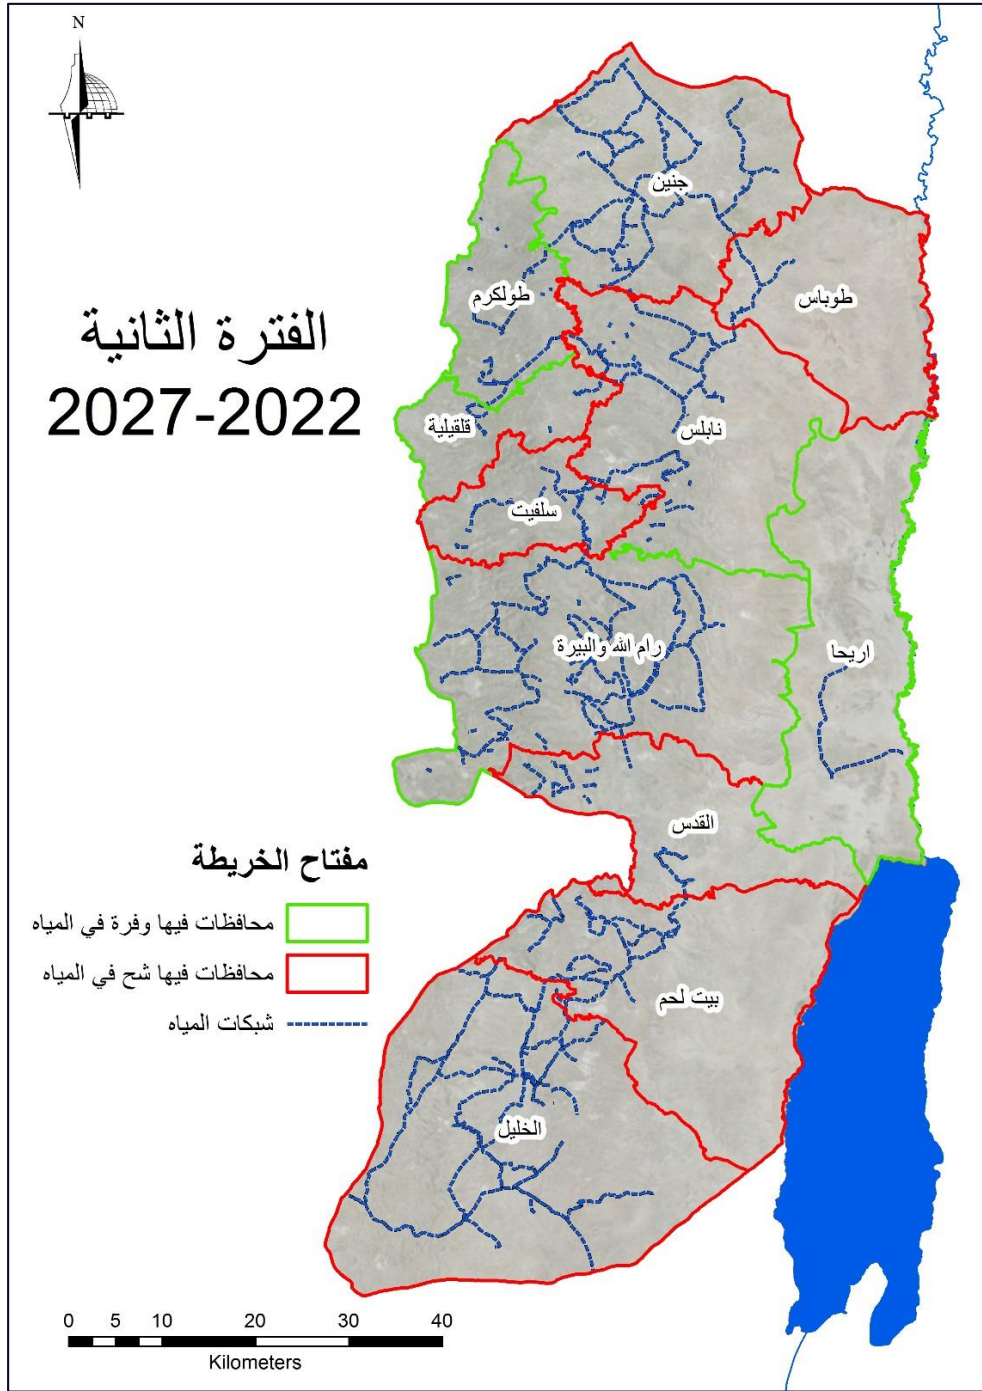 N
جنين
طوباس
طولكرم
الفترة الثانية
2027-2022
نابلس
قلقيلية
سلفيت
رام الله والبيرة
اريحا
القدس
مفتاح الخريطة
محافظات فيها وفرة في المياه
محافظات فيها شح في المياه
شبكات المياه
بيت لحم
الخليل
0 5 10 20 30 40
Kilometers